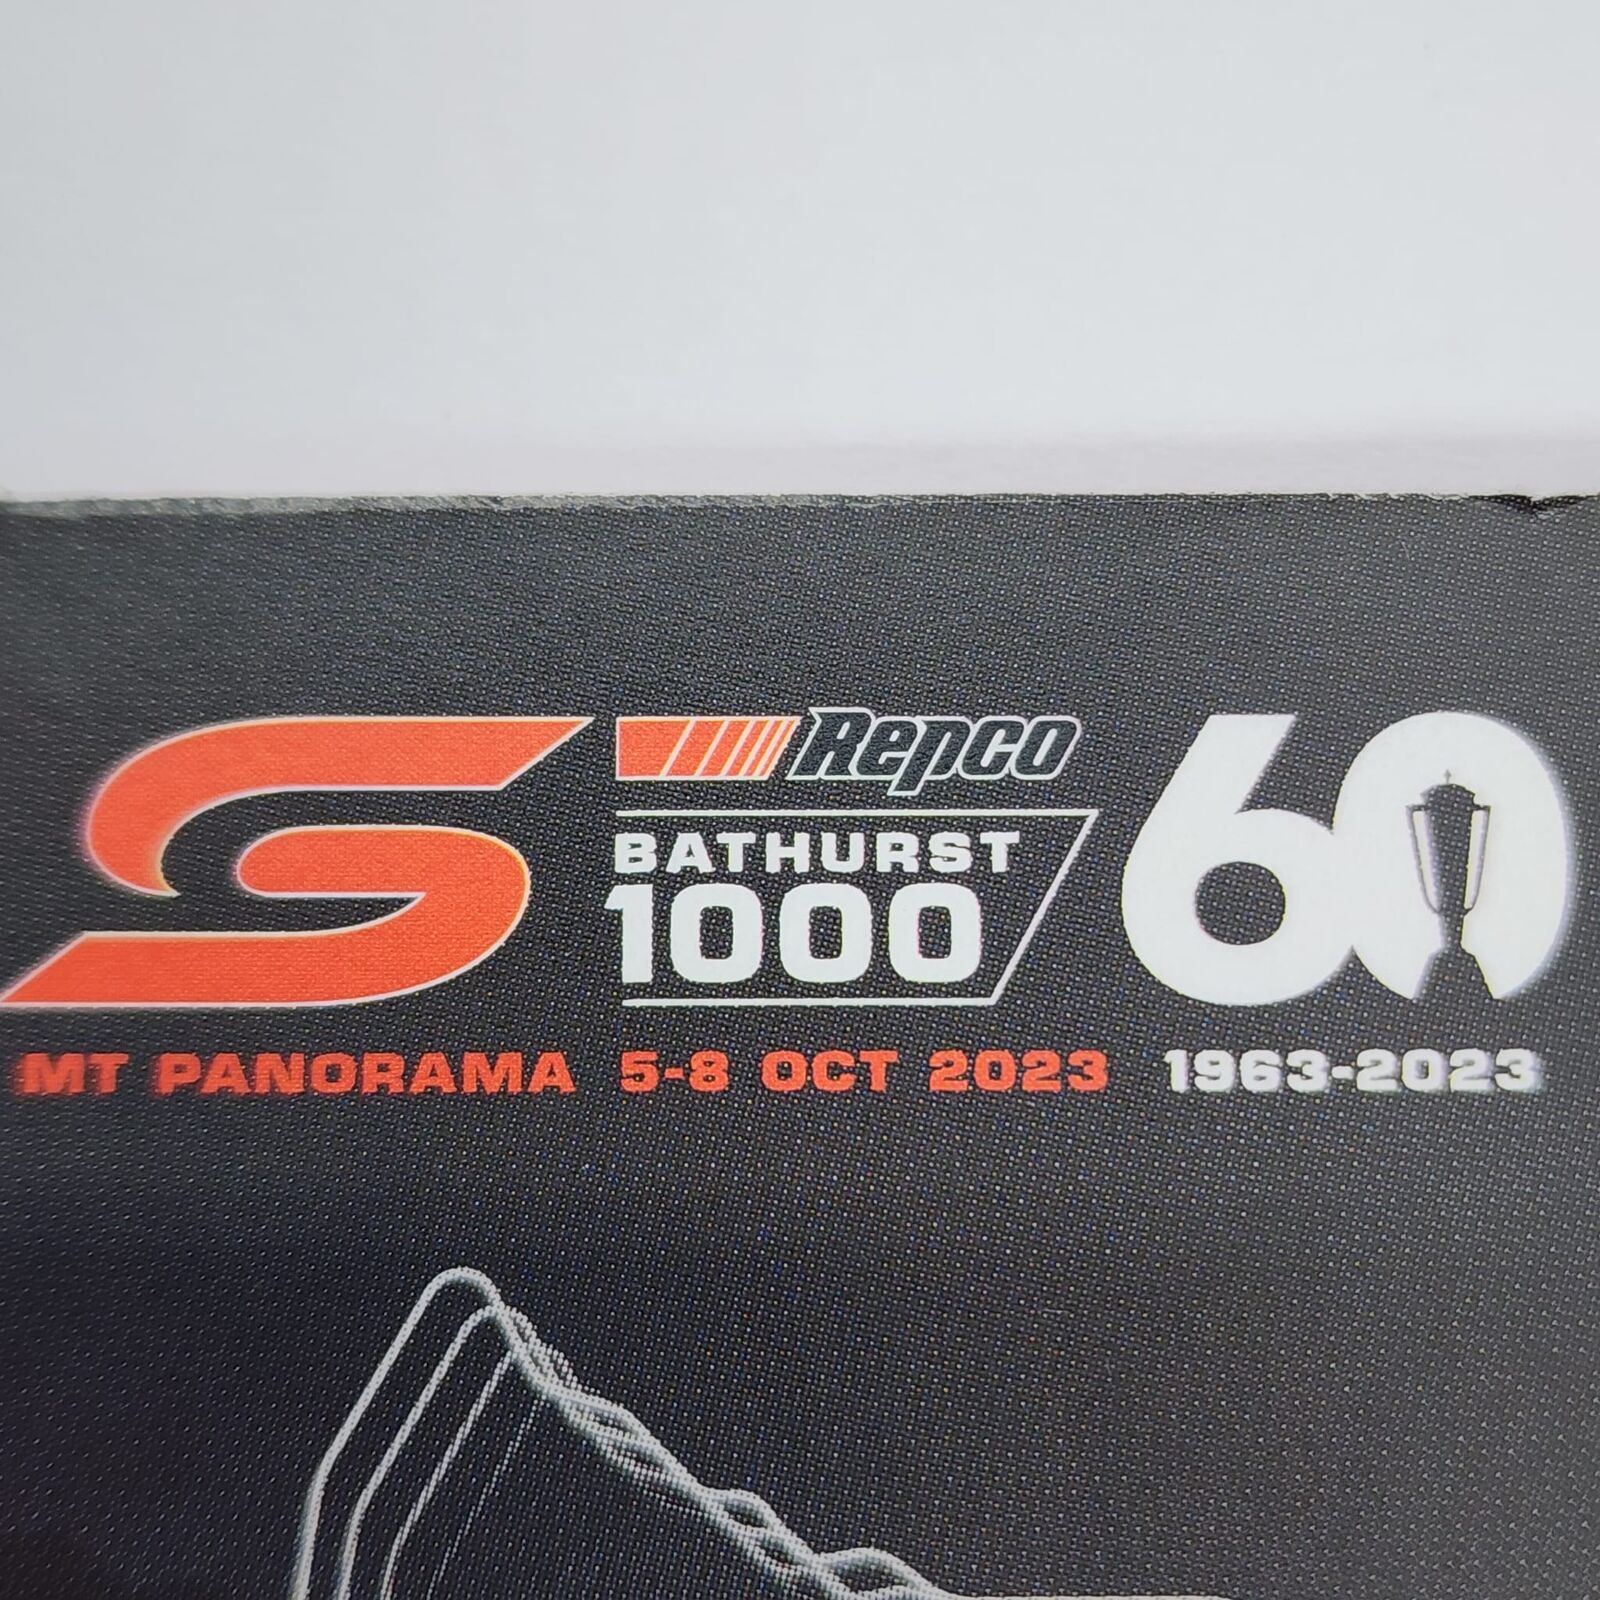 Repco
BATHURST
1000
60
MT PANORAMA 5-8 OCT 2023 1963-2023